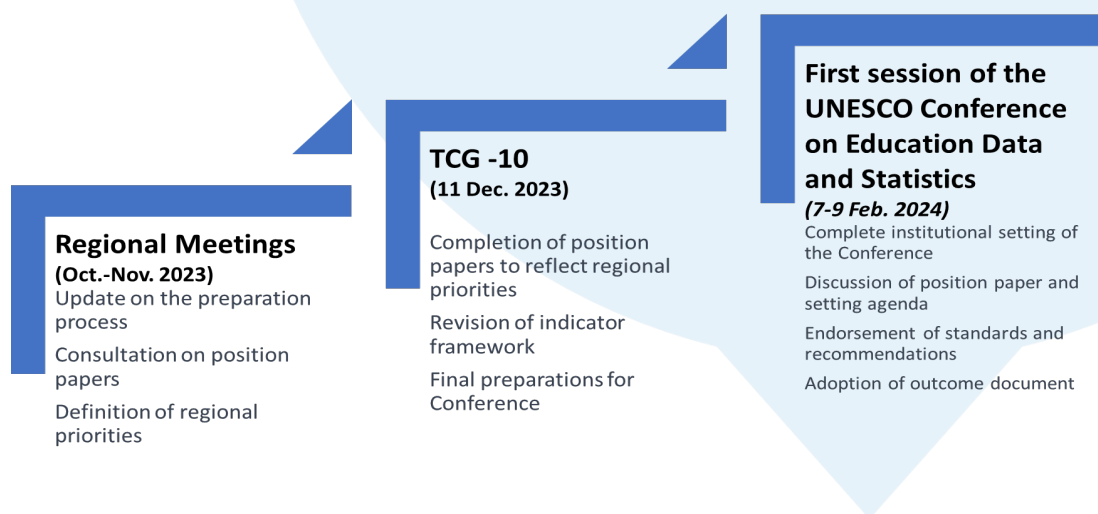 Regional Meetings
(Oct.-Nov. 2023)
Update on the preparation
process
Consultation on position
papers
Definition of regional
priorities
TCG -10
(11 Dec. 2023)
Completion of position
papers to reflect regional
priorities
Revision of indicator
framework
Final preparations for
Conference
First session of the
UNESCO Conference
on Education Data
and Statistics
(7-9 Feb. 2024)
Complete institutional setting of
the Conference
Discussion of position paper and
setting agenda
Endorsement of standards and
recommendations
Adoption of outcome document